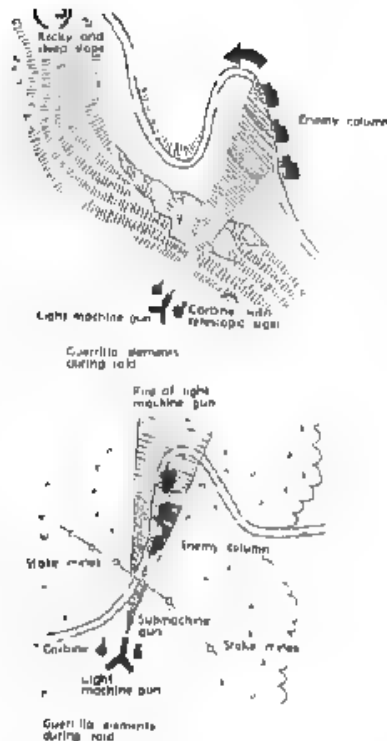 Rocky and
steep slope
Enemy column
Light machine gun
Carbine with
telescopic sight
Guerrilla elements
during raid
Fire of light
machine gun
Enemy column
Stake mines
Submachine
gun
Carbine
Stake mines
Light
machine gun
Guerrilla elements
during raid